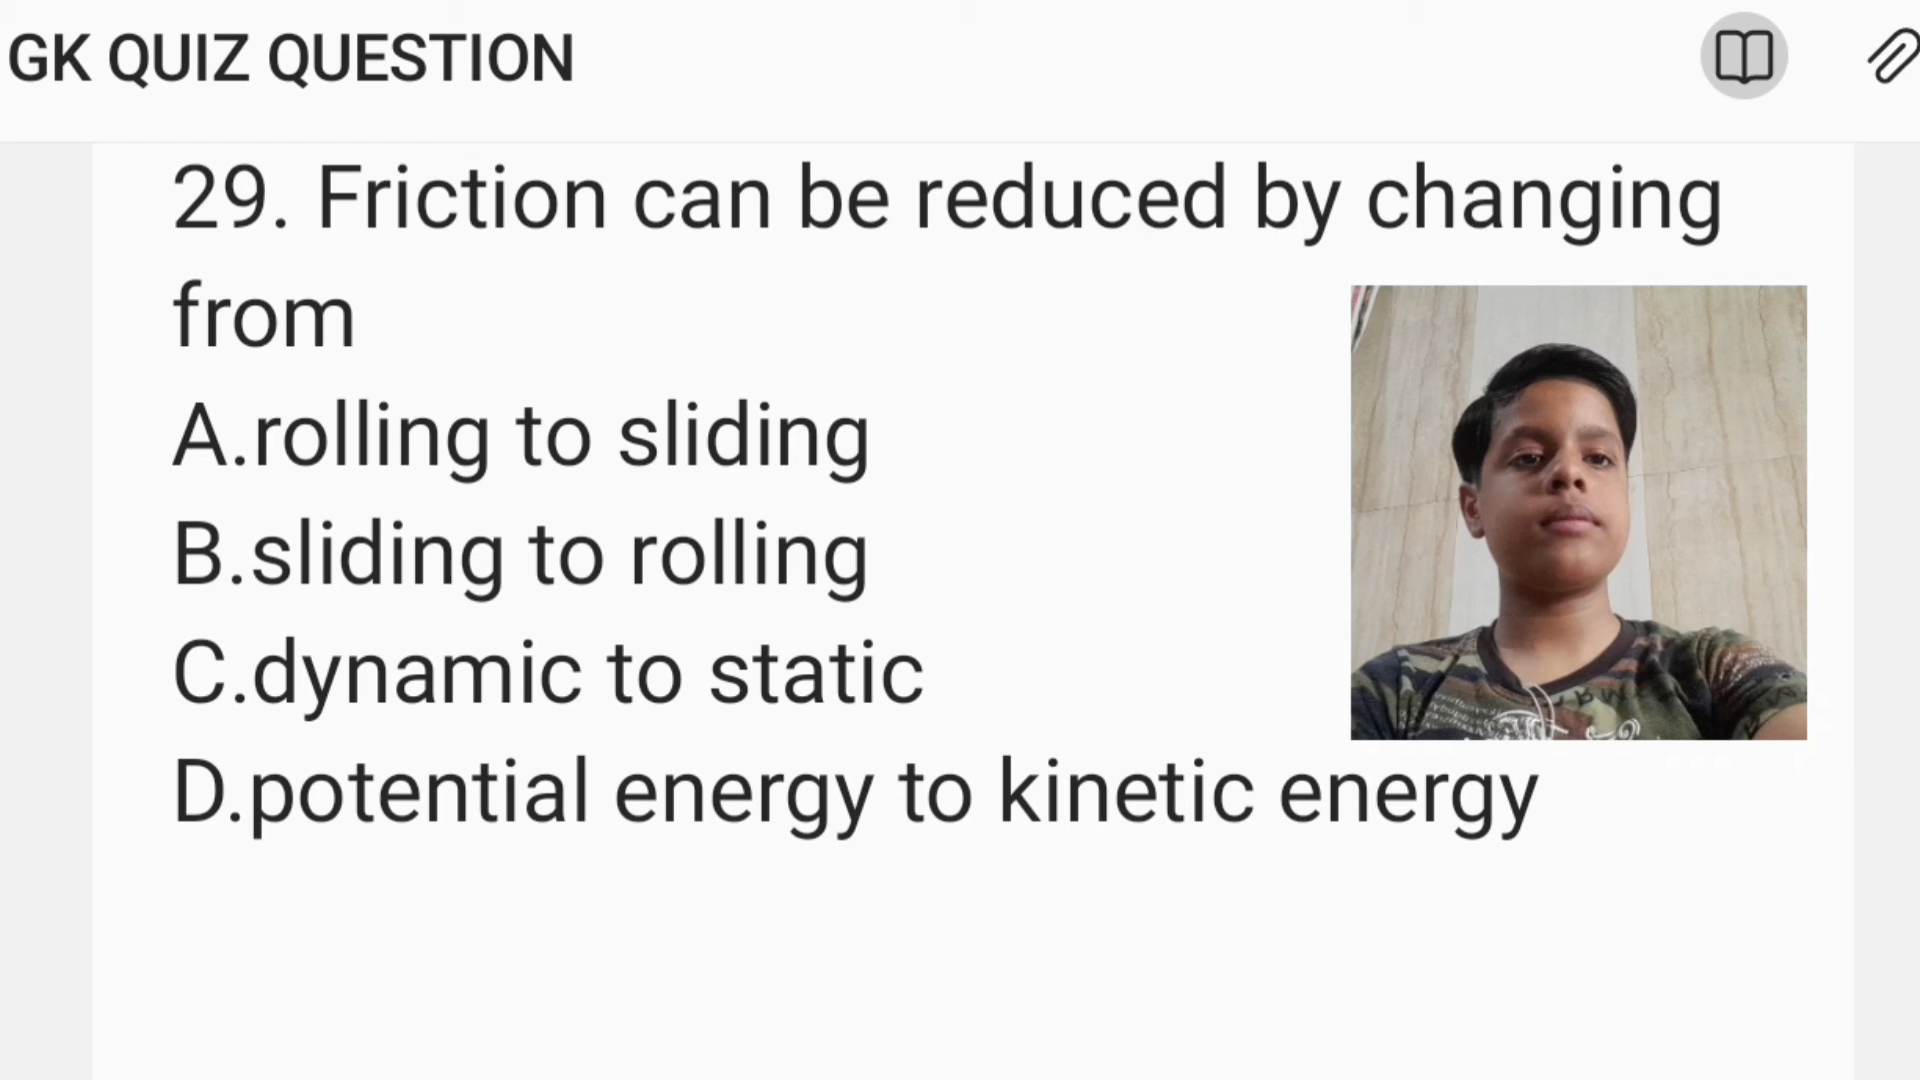 GK QUIZ QUESTION
29. Friction can be reduced by changing
from
A.rolling to sliding
B.sliding to rolling
C.dynamic to static
D.potential energy to kinetic energy